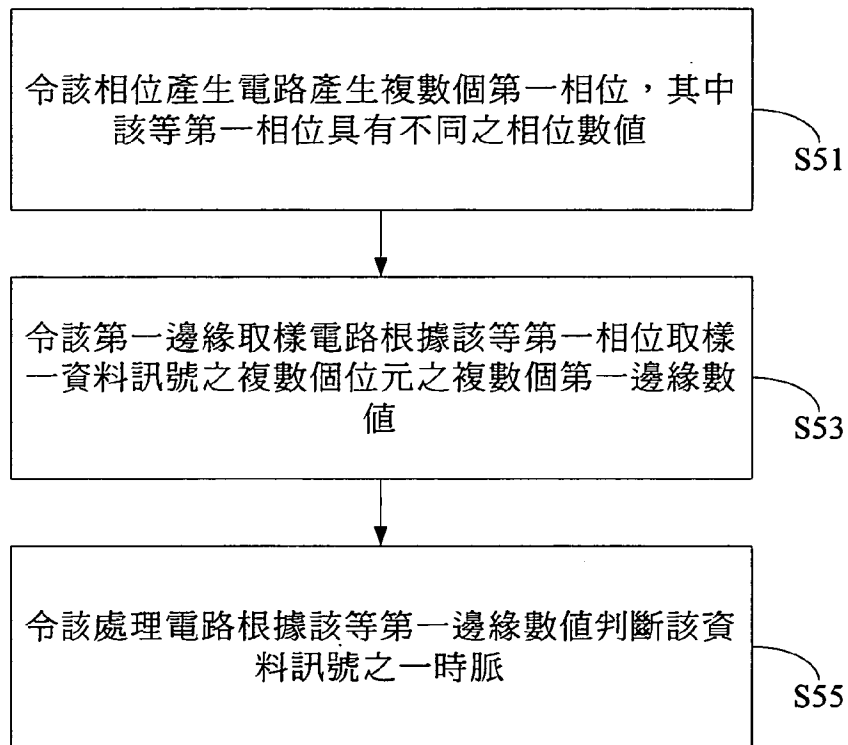 令該相位產生電路產生複數個第一相位，其中
該等第一相位具有不同之相位數值
S51
令該第一邊緣取樣電路根據該等第一相位取樣
一資料訊號之複數個位元之複數個第一邊緣數
值
S53
令該處理電路根據該等第一邊緣數值判斷該資
料訊號之一時脈
S55